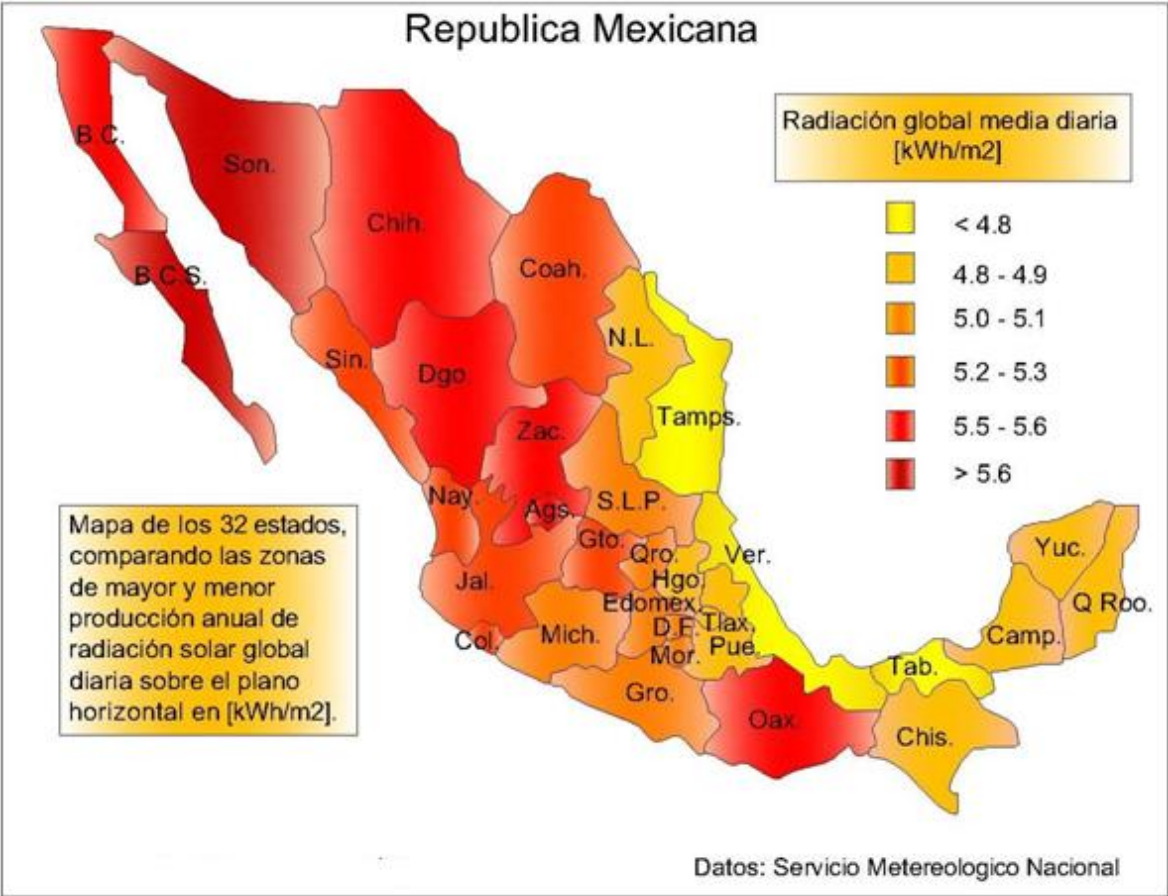 Republica Mexicana
Radiación global media diaria
[kWh/m2]
< 4.8
4.8 - 4.9
5.0 - 5.1
5.2 - 5.3
5.5 - 5.6
> 5.6
B C.
Son.
Chih.
B C S.
Coah.
N.L.
Sin.
Dgo.
Tamps.
Zac.
Nay.
Ags.
S.L.P.
Gto.
Qro.
Ver.
Jal.
Hgo.
Edomex.
Col.
Mich.
D.F.
Tlax.
Mor.
Pue.
Gro.
Oax.
Tab.
Chis.
Yuc.
Q Roo.
Camp.
Mapa de los 32 estados,
comparando las zonas
de mayor y menor
producción anual de
radiación solar global
diaria sobre el plano
horizontal en [kWh/m2].
Datos: Servicio Metereologico Nacional